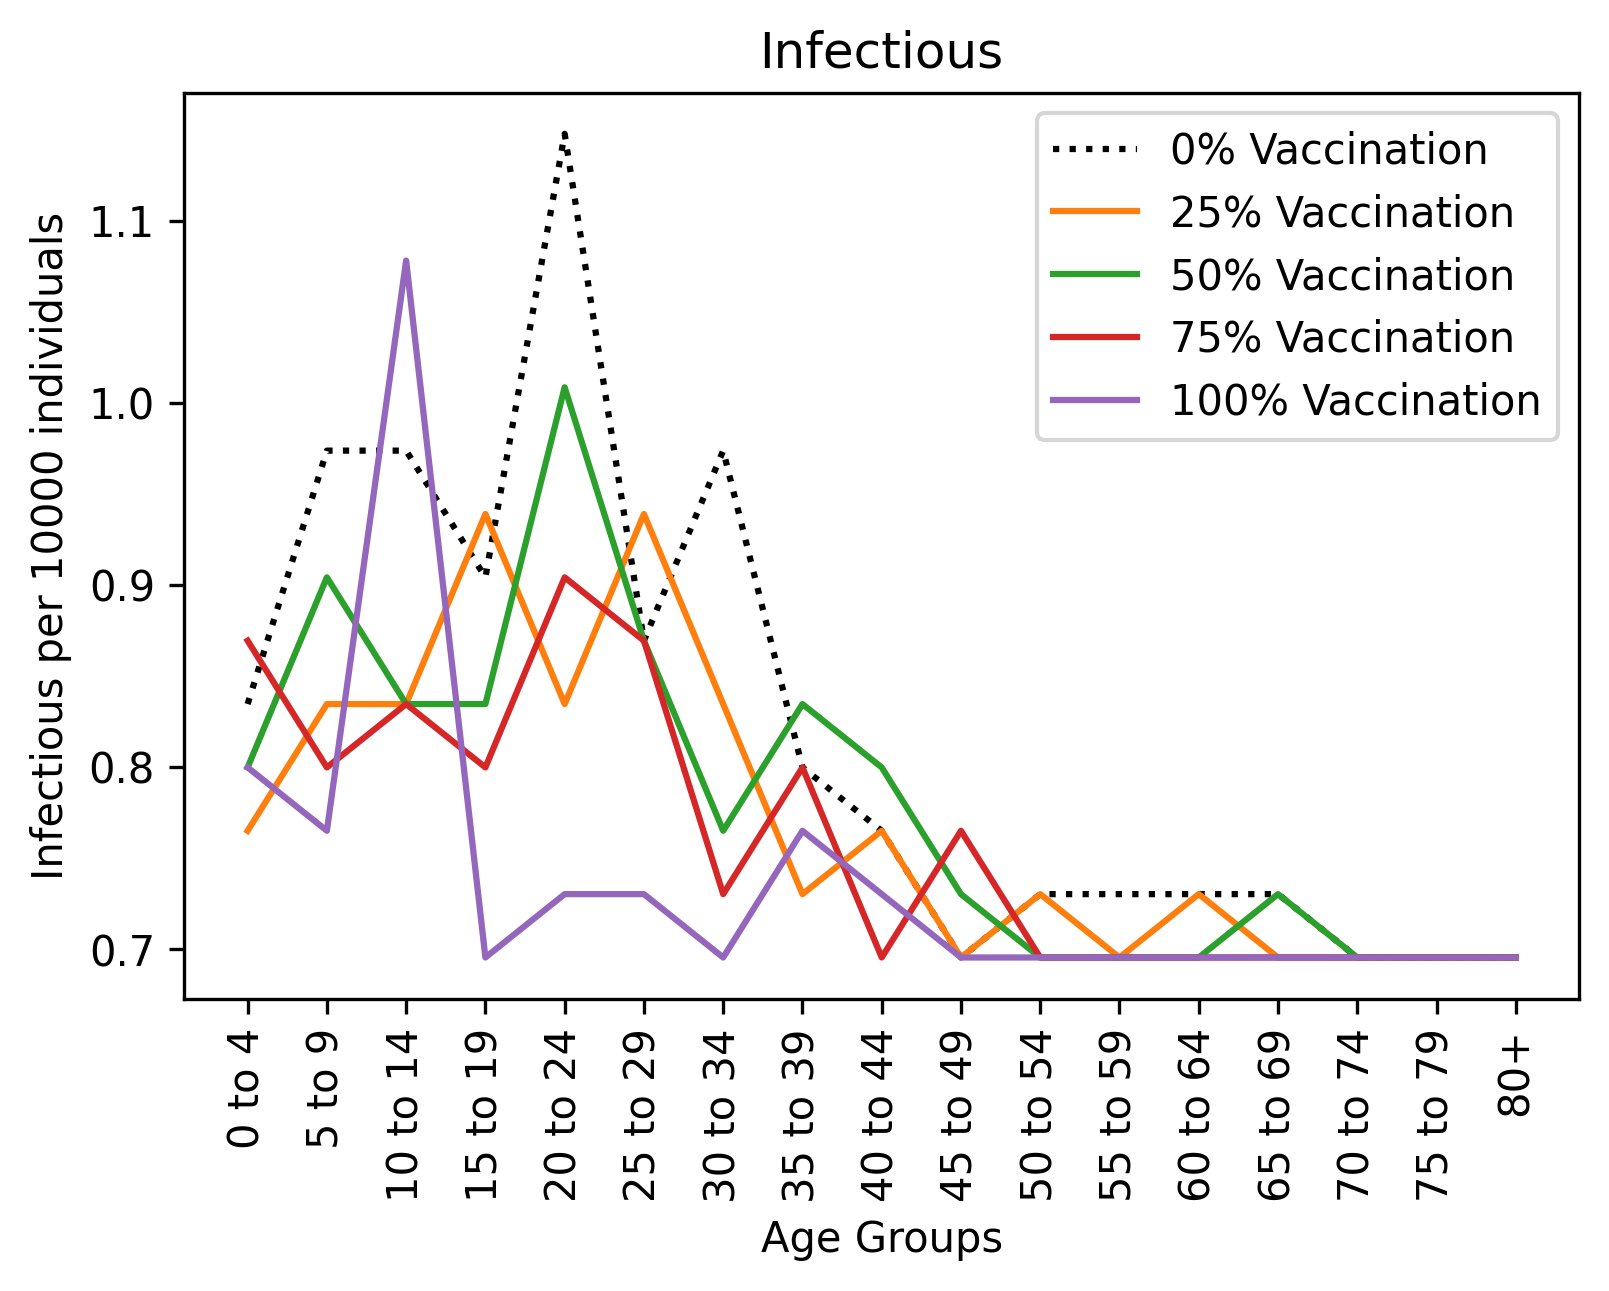 Infectious
Infectious per 10000 individuals
1.1
1.0
0.9
0.8
0.7
0% Vaccination
25% Vaccination
50% Vaccination
75% Vaccination
100% Vaccination
0 to 4
5 to 9
10 to 14
15 to 19
20 to 24
25 to 29
30 to 34
35 to 39
40 to 44
45 to 49
50 to 54
55 to 59
60 to 64
65 to 69
70 to 74
75 to 79
80+
Age Groups